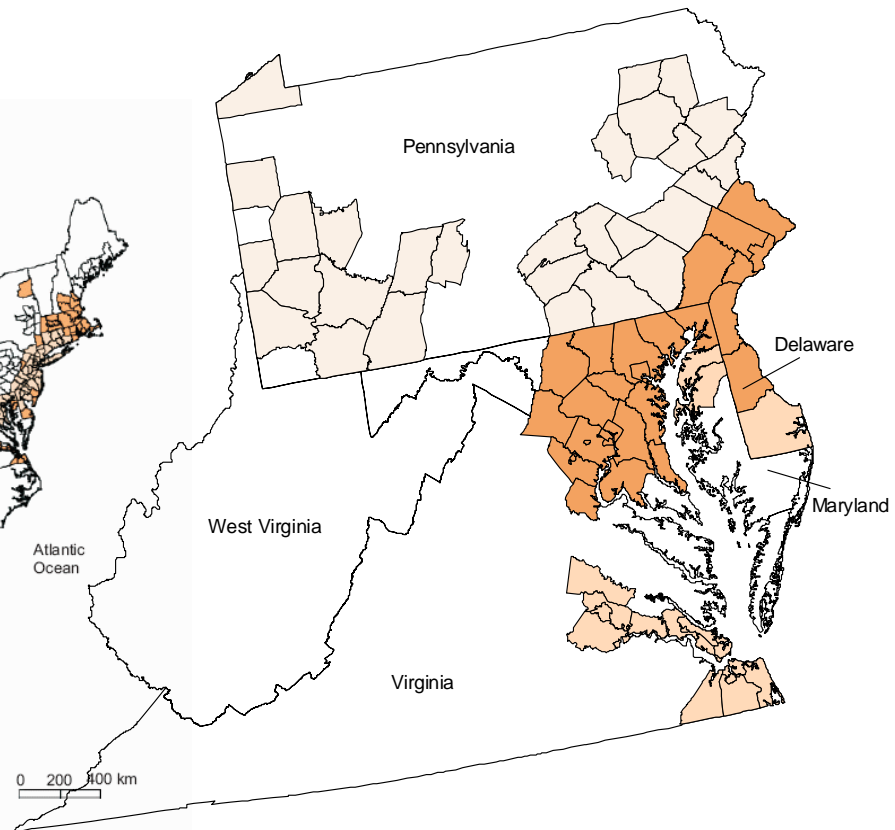 Pennsylvania
Delaware
Maryland
West Virginia
Atlantic
Ocean
Virginia
0 200 400 km